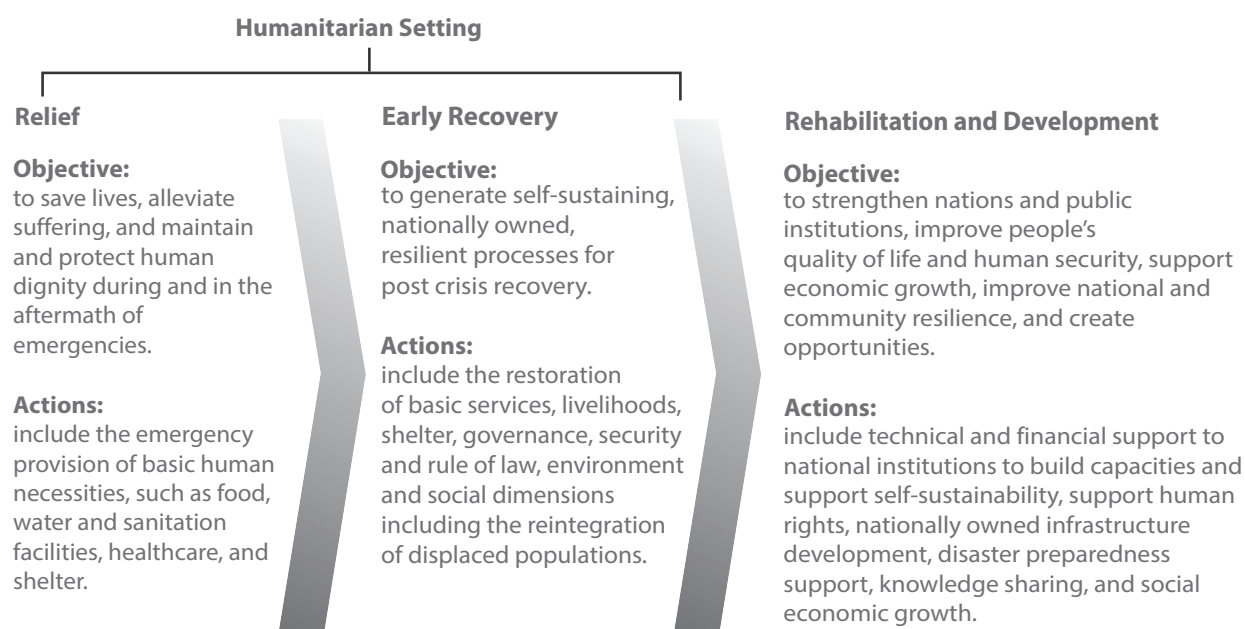 Humanitarian Setting
Relief
Objective:
to save lives, alleviate
suffering, and maintain
and protect human
dignity during and in the
aftermath of
emergencies.
Actions:
include the emergency
provision of basic human
necessities, such as food,
water and sanitation
facilities, healthcare, and
shelter.
Early Recovery
Objective:
to generate self-sustaining,
nationally owned,
resilient processes for
post crisis recovery.
Actions:
include the restoration
of basic services, livelihoods,
shelter, governance, security
and rule of law, environment
and social dimensions
including the reintegration
of displaced populations.
Rehabilitation and Development
Objective:
to strengthen nations and public
institutions, improve people’s
quality of life and human security, support
economic growth, improve national and
community resilience, and create
opportunities.
Actions:
include technical and financial support to
national institutions to build capacities and
support self-sustainability, support human
rights, nationally owned infrastructure
development, disaster preparedness
support, knowledge sharing, and social
economic growth.